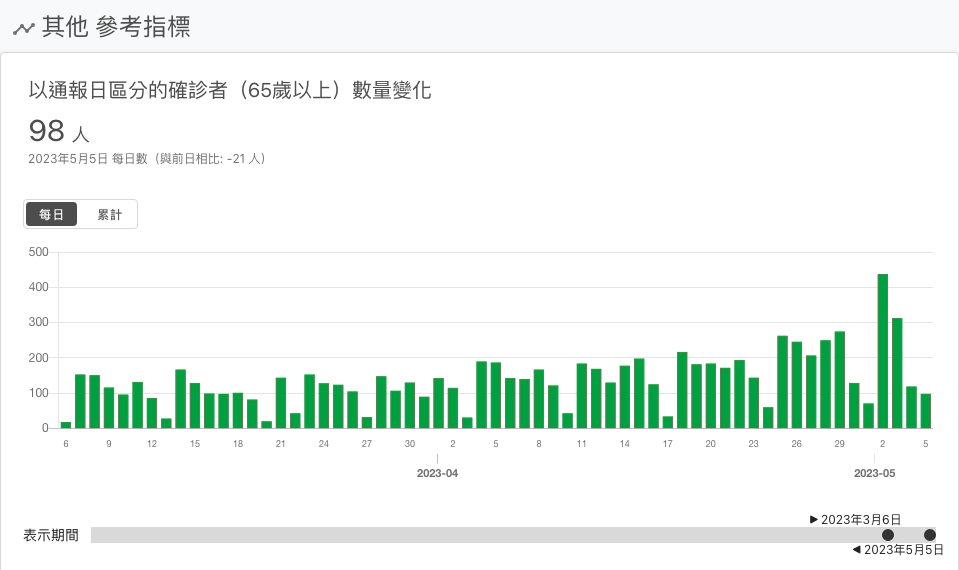 其他 參考指標
以通報日區分的確診者（65歲以上）數量變化
98 人
2023年5月5日 每日數（與前日相比: -21 人）
每日 累計
500
400
300
200
100
0
6 9 12 15 18 21 24 27 30 2 5 8 11 14 17 20 23 26 29 2 5
2023-04 2023-05
▶ 2023年3月6日
表示期間
◀ 2023年5月5日